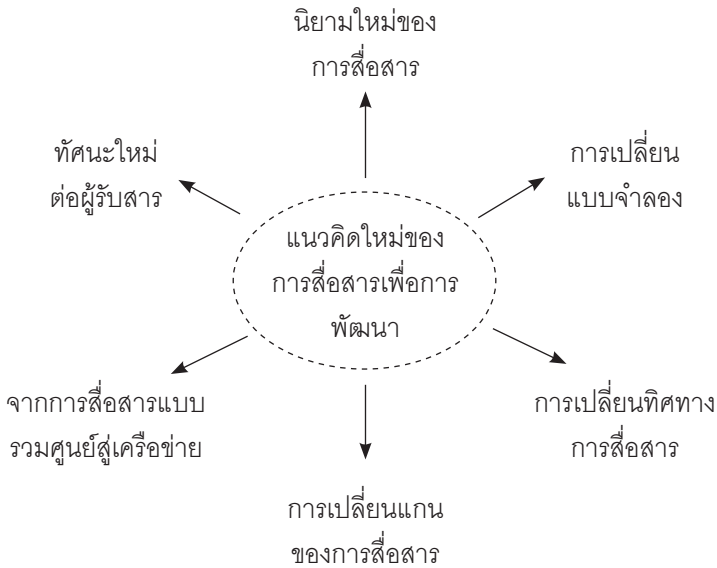 นิยามใหม่ของ
การสื่อสาร
ทัศนะใหม่
ต่อผู้รับสาร
การเปลี่ยน
แบบจำลอง
แนวคิดใหม่ของ
การสื่อสารเพื่อการ
พัฒนา
จากการสื่อสารแบบ
รวมศูนย์สู่เครือข่าย
การเปลี่ยนทิศทาง
การสื่อสาร
การเปลี่ยนแกน
ของการสื่อสาร